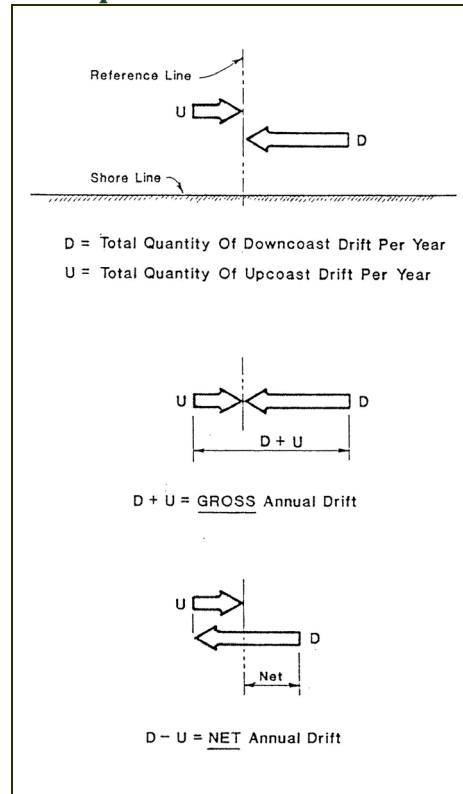 Reference Line
U
D
Shore Line
D = Total Quantity Of Downcoast Drift Per Year
U = Total Quantity Of Upcoast Drift Per Year
U
D
D + U
D + U = GROSS Annual Drift
U
D
Net
D - U = NET Annual Drift